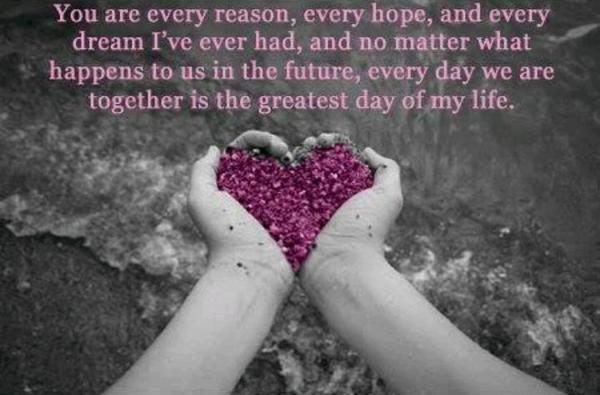 You are every reason, every hope, and every
dream I've ever had, and no matter what
happens to us in the future, every day we are
together is the greatest day of my life.